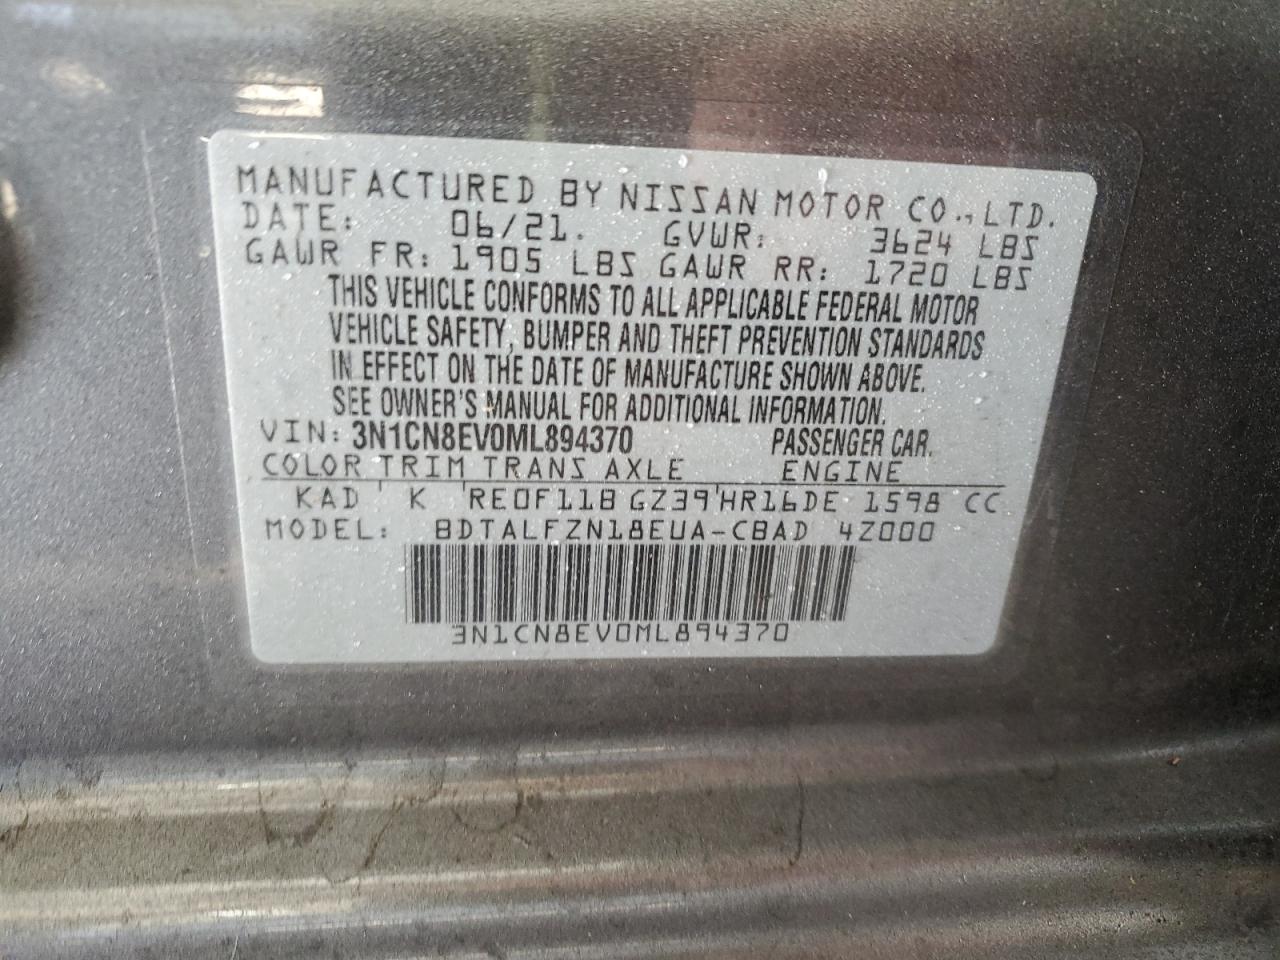 MANUFACTURED BY NISSAN MOTOR CO., LTD.
DATE: 06/21. GVWR: 3624 LBS
GAWR FR: 1905 LBS GAWR RR: 1720 LBS
THIS VEHICLE CONFORMS TO ALL APPLICABLE FEDERAL MOTOR
VEHICLE SAFETY, BUMPER AND THEFT PREVENTION STANDARDS
IN EFFECT ON THE DATE OF MANUFACTURE SHOWN ABOVE.
SEE OWNER'S MANUAL FOR ADDITIONAL INFORMATION.
VIN: 3N1CN8EV0ML894370 PASSENGER CAR.
COLOR TRIM TRANS AXLE ENGINE
KAD K RE0F11B GZ39 HR16DE 1598 CC
MODEL: BDTALFZN18EUA-CBAD 4Z000
3N1CN8EV0ML894370